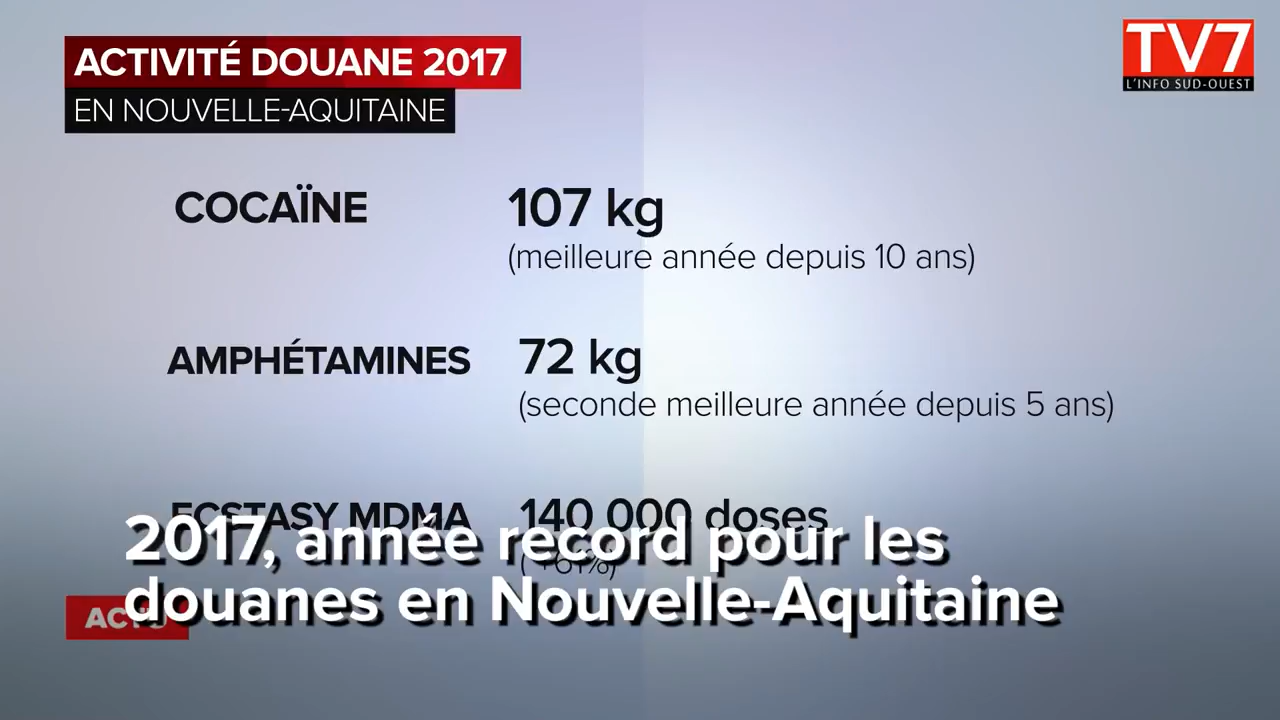 ACTIVITÉ DOUANE 2017
EN NOUVELLE-AQUITAINE
TV7
L'INFO SUD-OUEST
COCAÏNE 107 kg
(meilleure année depuis 10 ans)
AMPHÉTAMINES 72 kg
(seconde meilleure année depuis 5 ans)
ECSTASY MDMA 140 000 doses
2017, année record pour les
douanes en Nouvelle-Aquitaine